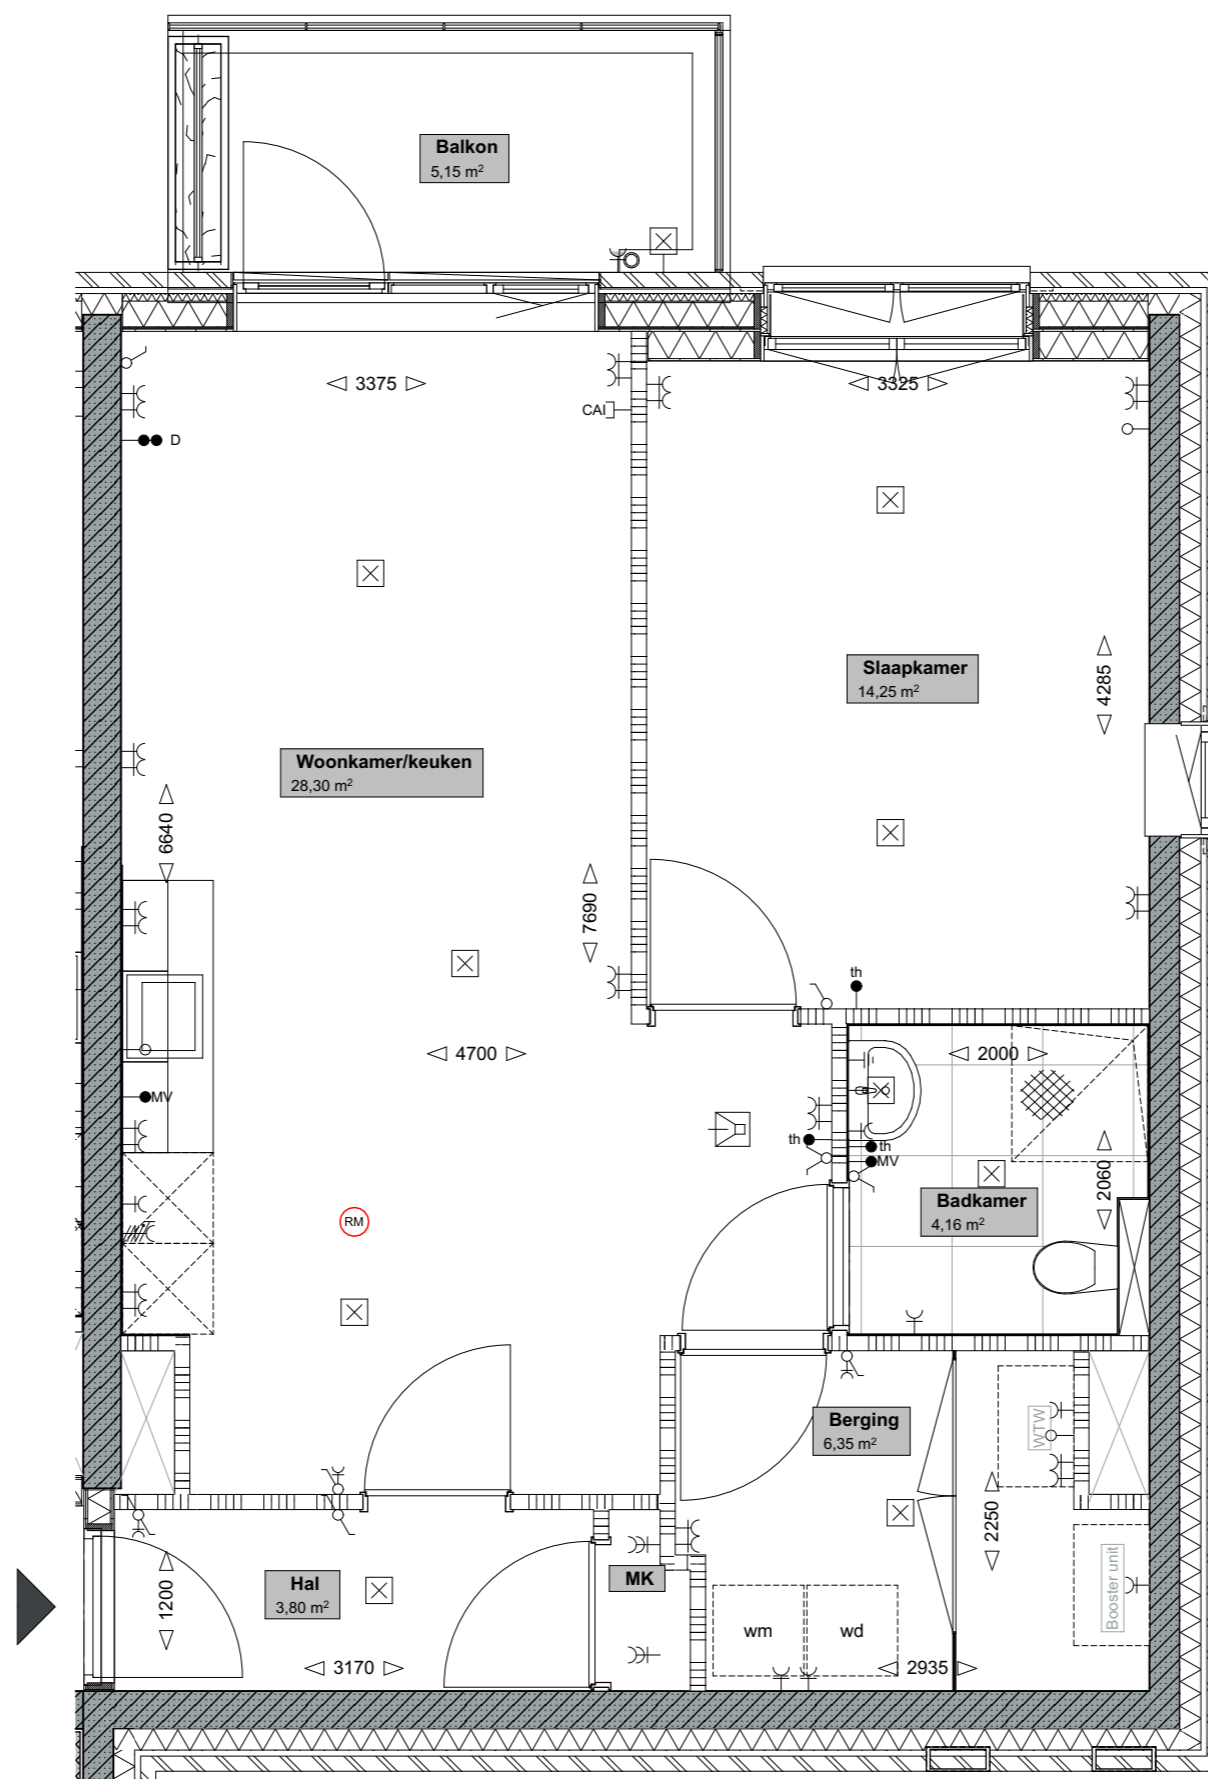 Balkon
5,15 m²
3375
3325
CAI
D
Slaapkamer
14,25 m²
4285
Woonkamer/keuken
28,30 m²
6640
7690
th
4700
2000
MV
th
th
MV
2060
Badkamer
4,16 m²
RM
Berging
6,35 m²
WTW
2250
MK
Hal
3,80 m²
1200
Booster unit
wm
wd
3170
2935